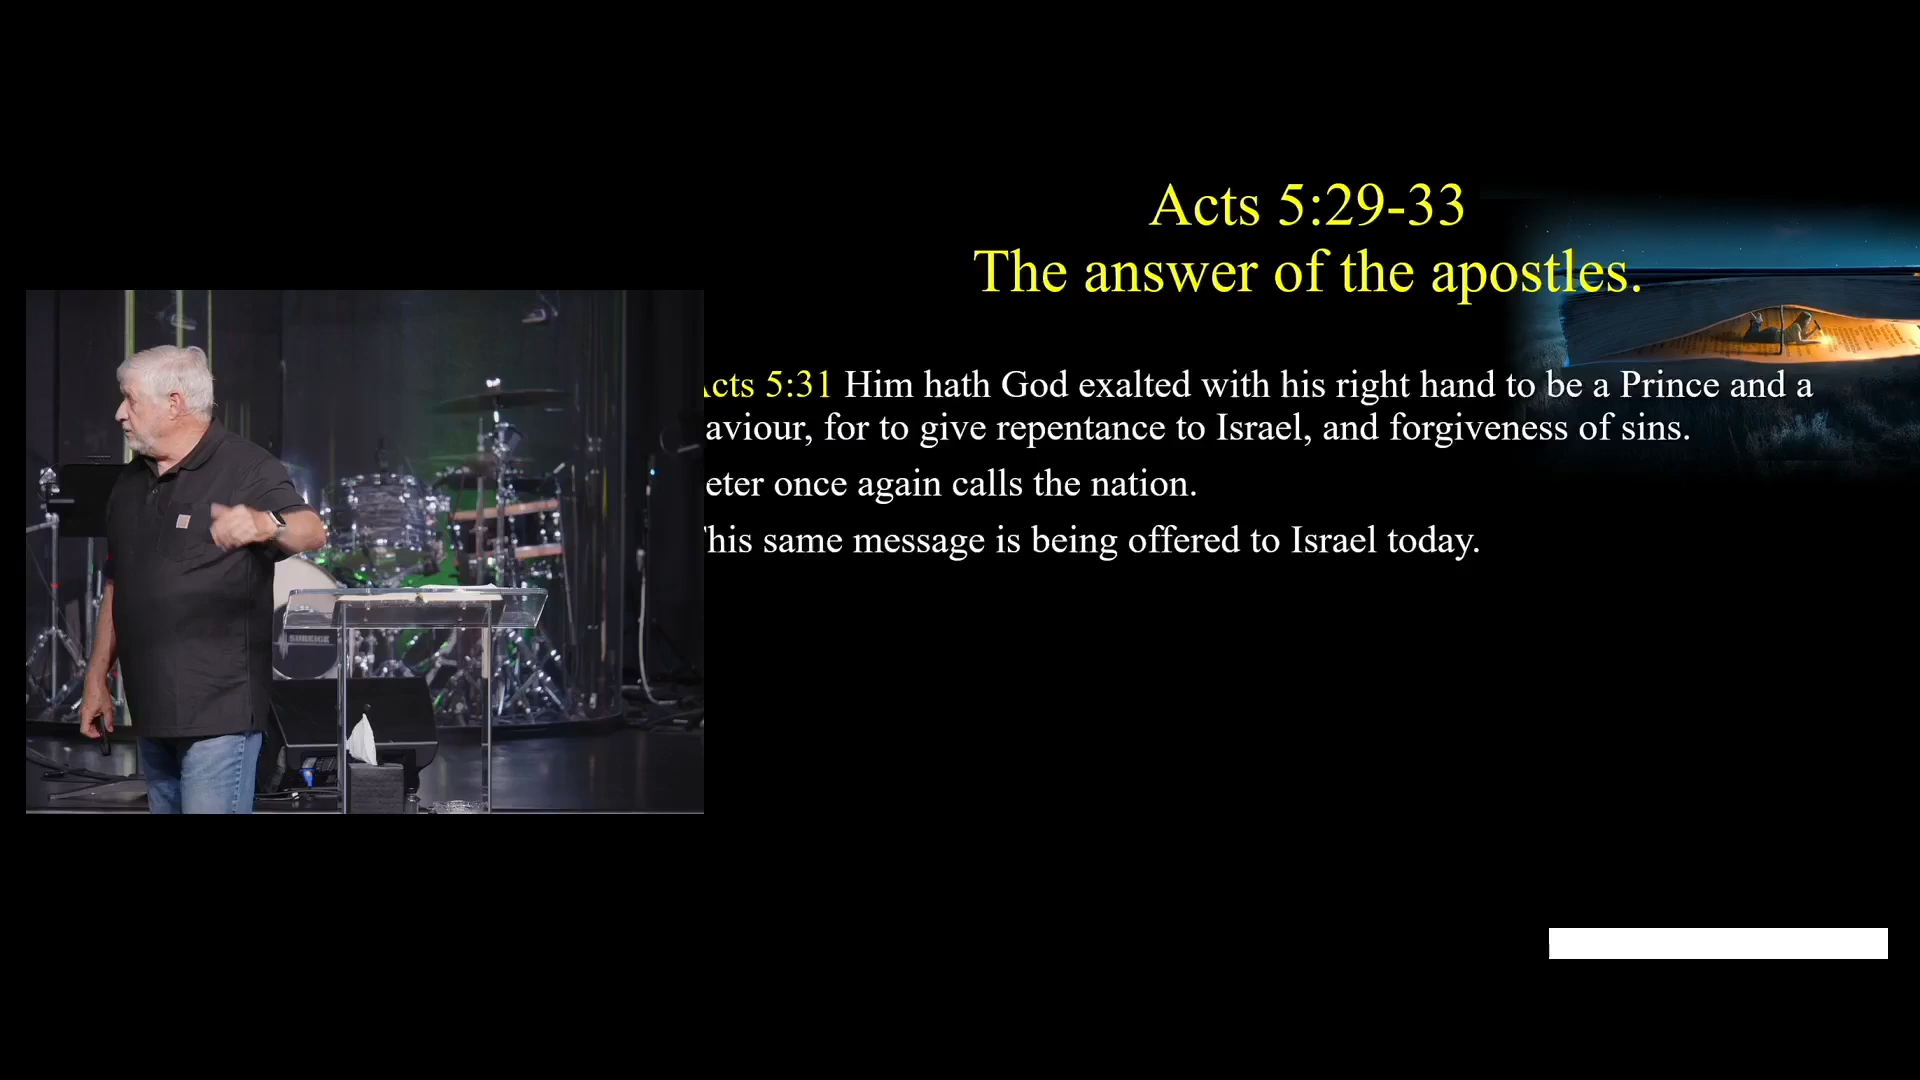 Acts 5:29-33
The answer of the apostles.
cts 5:31 Him hath God exalted with his right hand to be a Prince and a
aviour, for to give repentance to Israel, and forgiveness of sins.
eter once again calls the nation.
his same message is being offered to Israel today.
SUBKICK